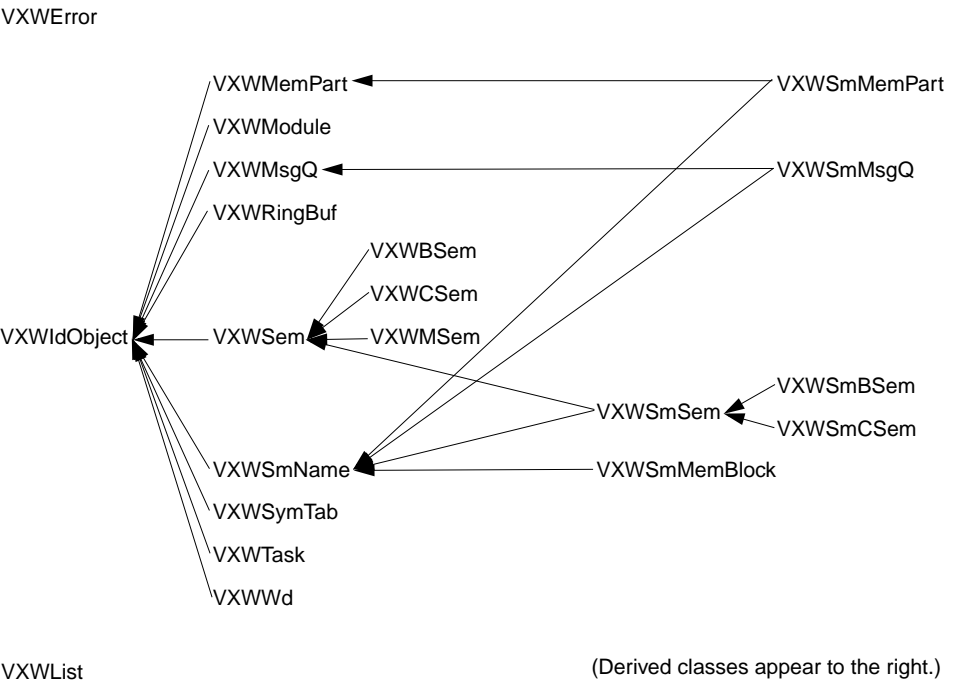 VXWError
VXWMemPart VXWSmMemPart
VXWModule
VXWMsgQ VXWSmMsgQ
VXWRingBuf
VXWBSem
VXWCSem
VXWIdObject VXWSem VXWMSem
VXWSmBSem
VXWSmSem
VXWSmCSem
VXWSmName VXWSmMemBlock
VXWSymTab
VXWTask
VXWWd
VXWList (Derived classes appear to the right.)